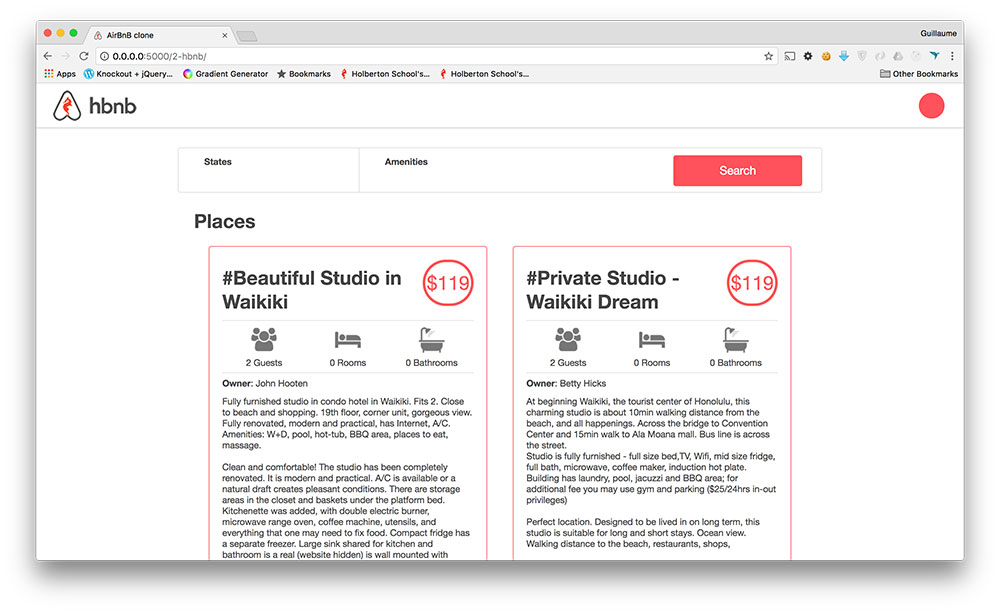 AirBnB clone
Guillaume
0.0.0.0:5000/2-hbnb/
Apps Knockout + jQuery... Gradient Generator Bookmarks Holberton School's... Holberton School's... Other Bookmarks
hbnb
States Amenities Search
Places
#Beautiful Studio in
Waikiki
$119
2 Guests 0 Rooms 0 Bathrooms
Owner: John Hooten
Fully furnished studio in condo hotel in Waikiki. Fits 2. Close
to beach and shopping. 19th floor, corner unit, gorgeous view.
Fully renovated, modern and practical, has Internet, A/C.
Amenities: W+D, pool, hot-tub, BBQ area, places to eat,
massage.
Clean and comfortable! The studio has been completely
renovated. It is modern and practical. A/C is available or a
natural draft creates pleasant conditions. There are storage
areas in the closet and baskets under the platform bed.
Kitchenette was added, with double electric burner,
microwave range oven, coffee machine, utensils, and
everything that one may need to fix food. Compact fridge has
a separate freezer. Large sink shared for kitchen and
bathroom is a real (website hidden) is wall mounted with
#Private Studio -
Waikiki Dream
$119
2 Guests 0 Rooms 0 Bathrooms
Owner: Betty Hicks
At beginning Waikiki, the tourist center of Honolulu, this
charming studio is about 10min walking distance from the
beach, and all happenings. Across the bridge to Convention
Center and 15min walk to Ala Moana mall. Bus line is across
the street.
Studio is fully furnished - full size bed,TV, Wifi, mid size fridge,
full bath, microwave, coffee maker, induction hot plate.
Building has laundry, pool, jacuzzi and BBQ area; for
additional fee you may use gym and parking ($25/24hrs in-out
privileges)
Perfect location. Designed to be lived in on long term, this
studio is suitable for long and short stays. Ocean view.
Walking distance to the beach, restaurants, shops,